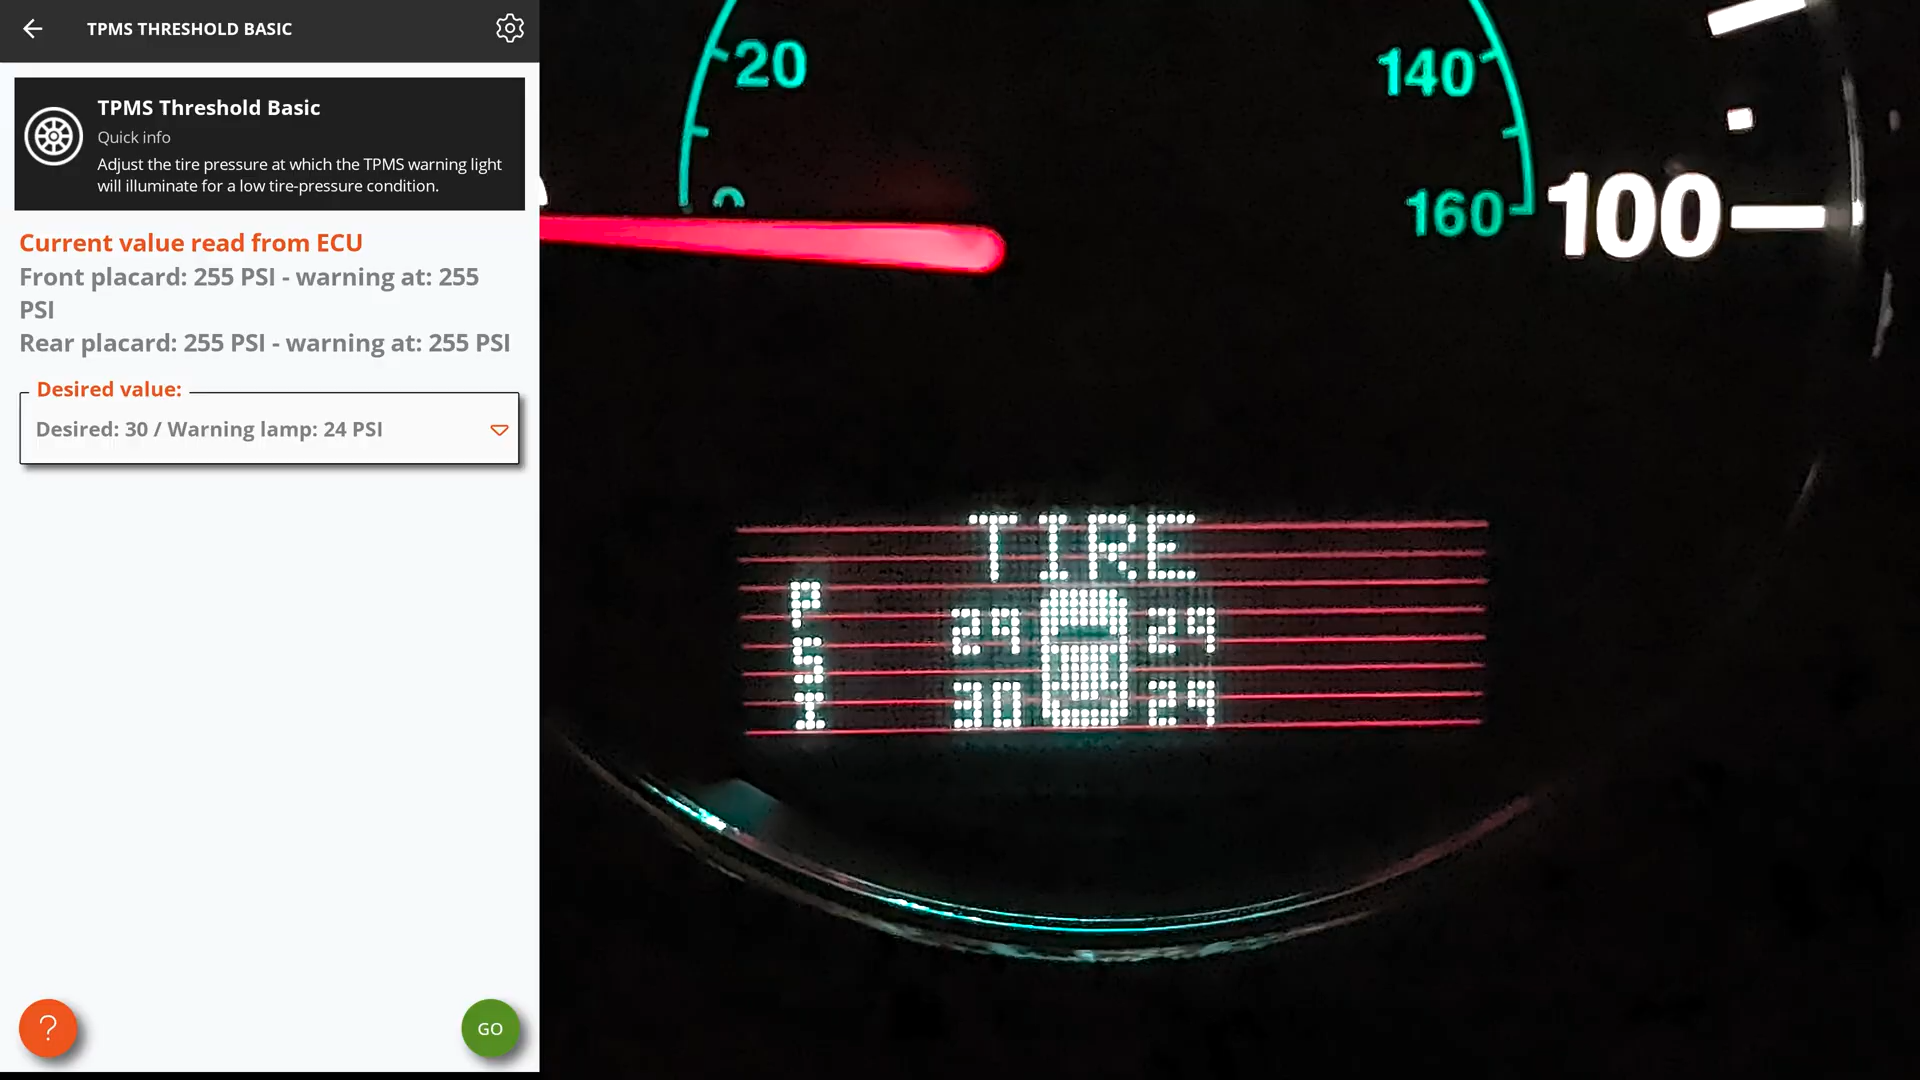 TPMS THRESHOLD BASIC
TPMS Threshold Basic
Quick info
Adjust the tire pressure at which the TPMS warning light
will illuminate for a low tire-pressure condition.
Current value read from ECU
Front placard: 255 PSI - warning at: 255
PSI
Rear placard: 255 PSI - warning at: 255 PSI
Desired value:
Desired: 30 / Warning lamp: 24 PSI
?
GO
20
140
0
160
100
TIRE
PSI
29 29
30 29